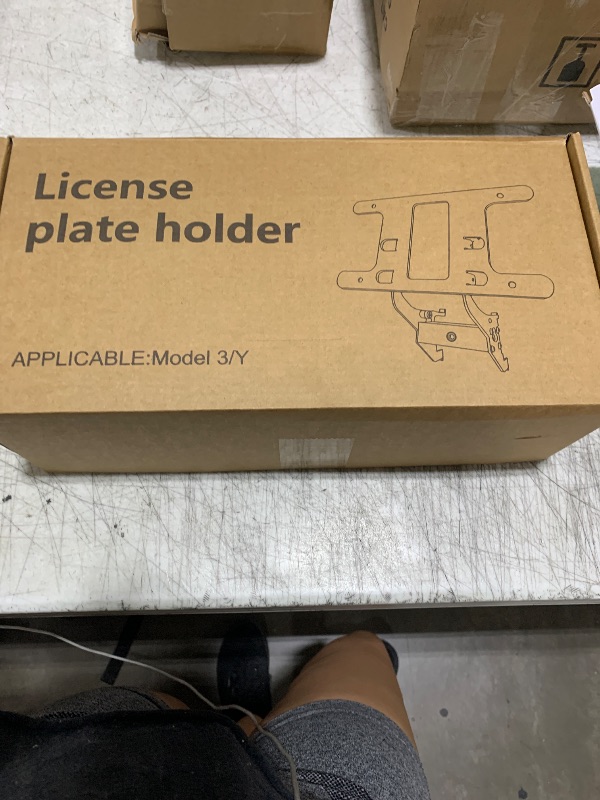 License
plate holder
APPLICABLE:Model 3/Y